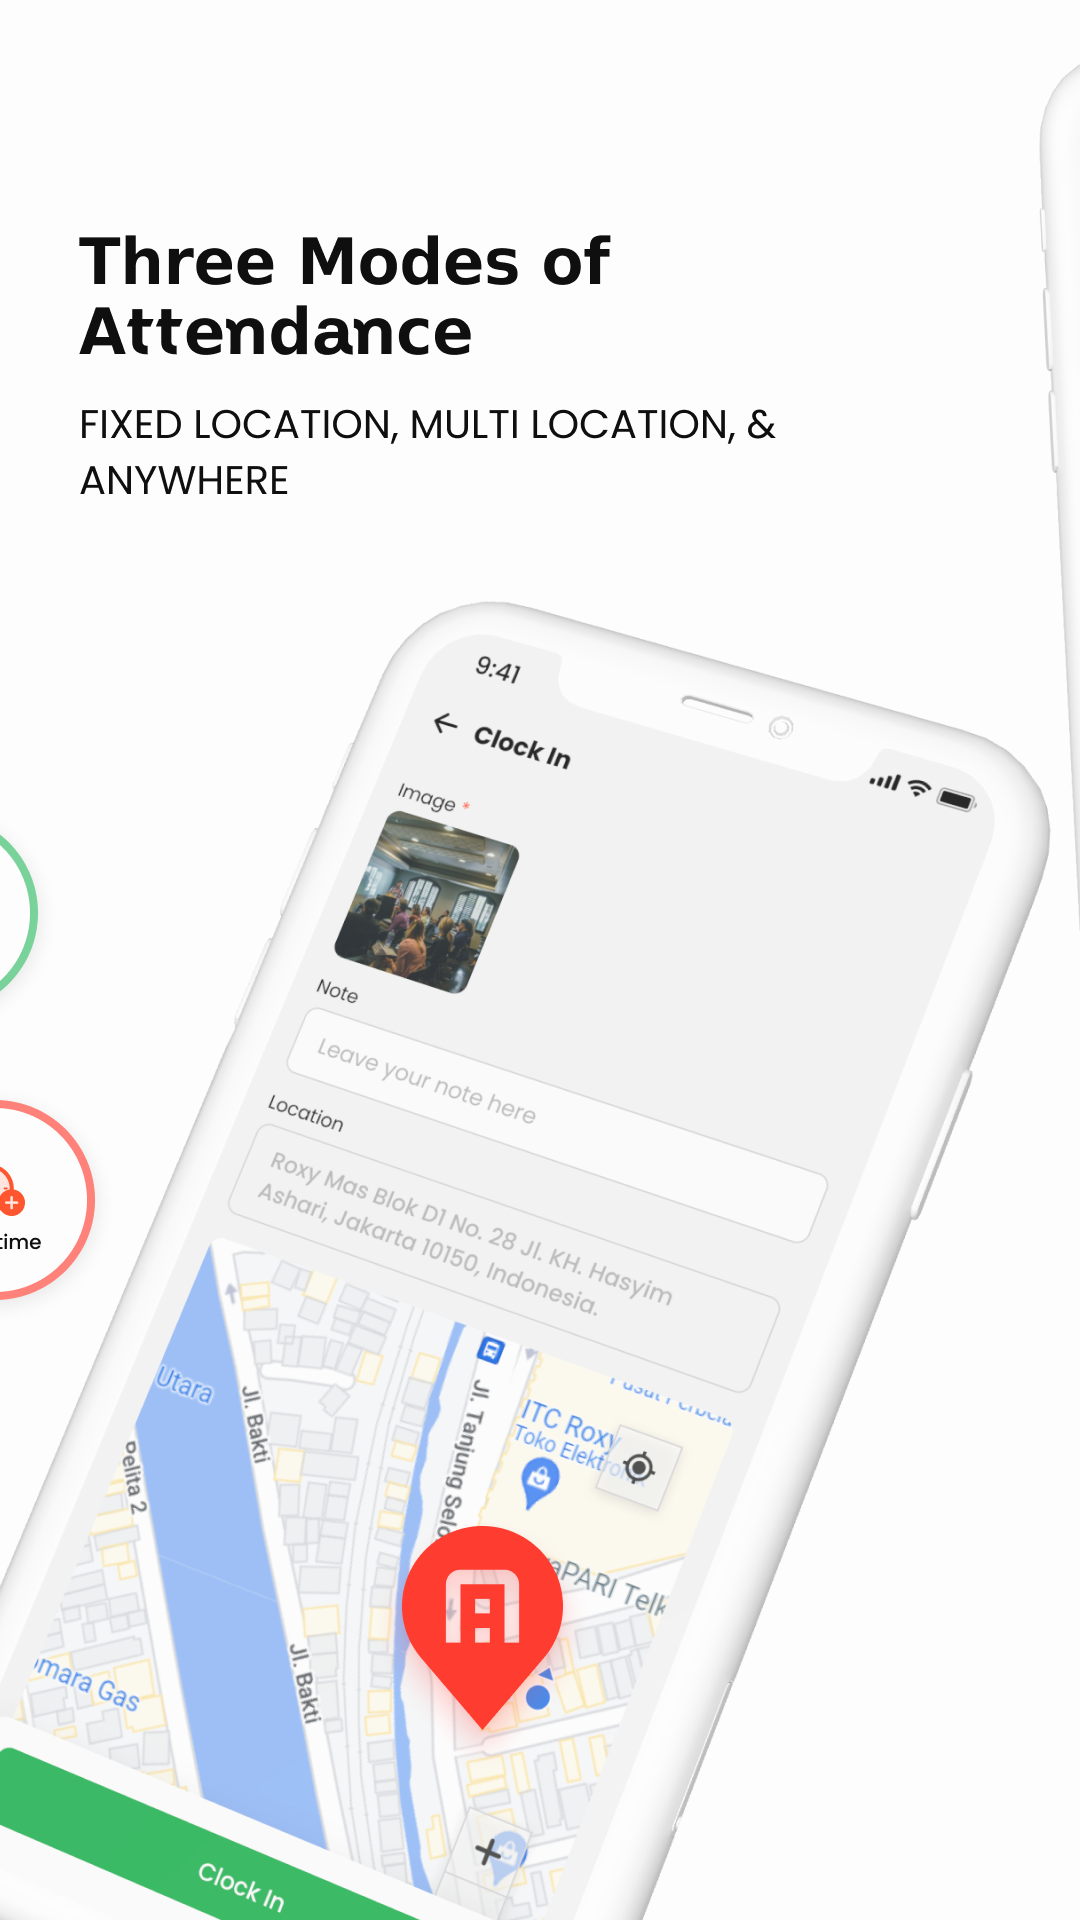 Three Modes of
Attendance
FIXED LOCATION, MULTI LOCATION, &
ANYWHERE
9:41
Clock In
Image *
Note
Leave your note here
Location
Roxy Mas Blok D1 No. 28 Jl. KH. Hasyim
Ashari, Jakarta 10150, Indonesia.
time
Utara
Jl. Bakti
Pelita 2
Jl. Tanjung Selo
ITC Roxy
Toko Elektron
aPARI Telk
Jl. Bakti
mara Gas
Clock In